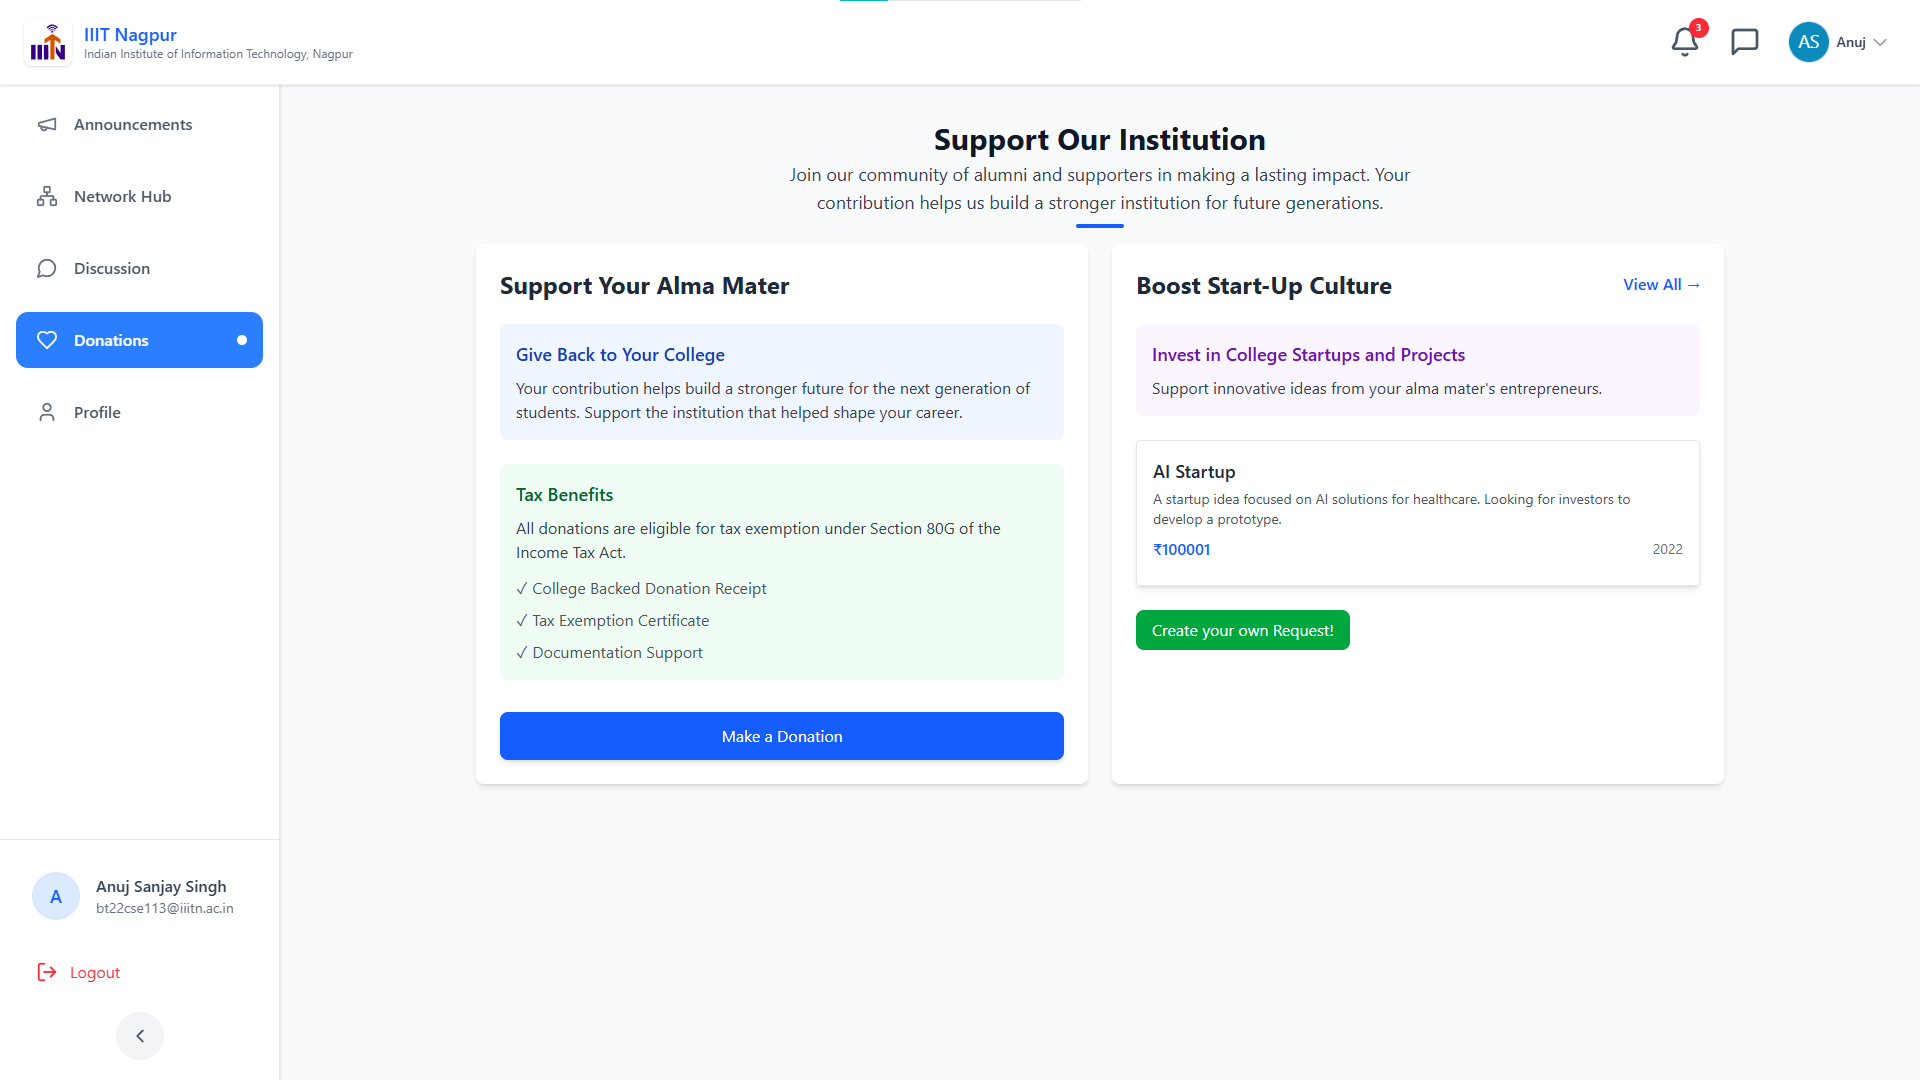 IIIT Nagpur
Indian Institute of Information Technology, Nagpur
3
AS
Anuj
Announcements
Network Hub
Discussion
Donations
Profile
Anuj Sanjay Singh
A
bt22cse113@iiitn.ac.in
Logout
Support Our Institution
Join our community of alumni and supporters in making a lasting impact. Your
contribution helps us build a stronger institution for future generations.
Support Your Alma Mater
Give Back to Your College
Your contribution helps build a stronger future for the next generation of
students. Support the institution that helped shape your career.
Tax Benefits
All donations are eligible for tax exemption under Section 80G of the
Income Tax Act.
✓ College Backed Donation Receipt
✓ Tax Exemption Certificate
✓ Documentation Support
Make a Donation
Boost Start-Up Culture
View All →
Invest in College Startups and Projects
Support innovative ideas from your alma mater's entrepreneurs.
AI Startup
A startup idea focused on AI solutions for healthcare. Looking for investors to
develop a prototype.
₹100001
2022
Create your own Request!